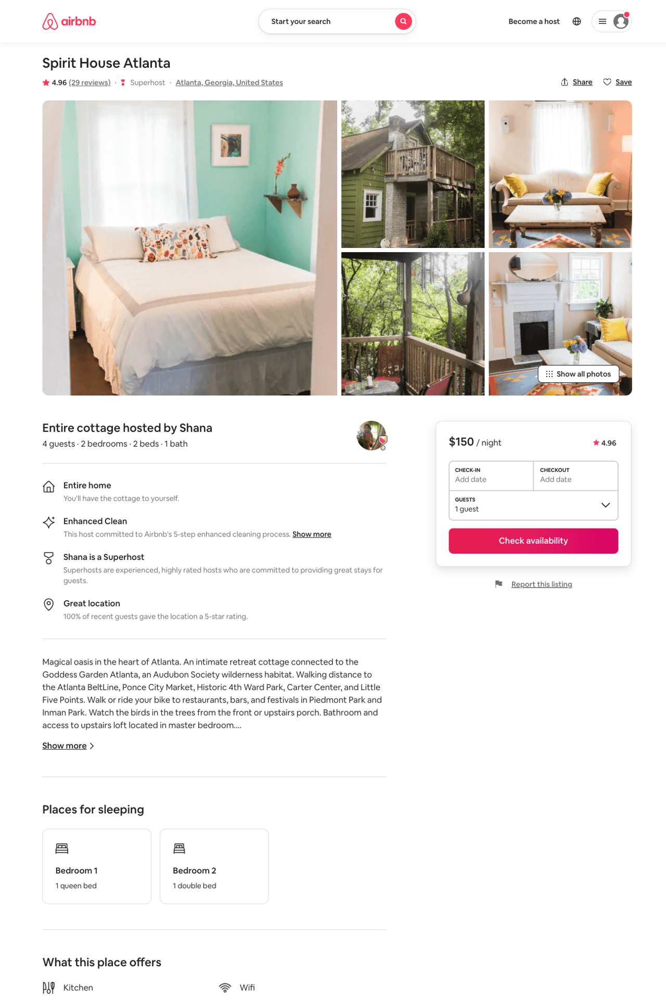 airbnb
Start your search
Become a host
Spirit House Atlanta
4.96 (29 reviews) · Superhost · Atlanta, Georgia, United States
Share
Save
Show all photos
Entire cottage hosted by Shana
4 guests · 2 bedrooms · 2 beds · 1 bath
Entire home
You'll have the cottage to yourself.
Enhanced Clean
This host committed to Airbnb's 5-step enhanced cleaning process. Show more
Shana is a Superhost
Superhosts are experienced, highly rated hosts who are committed to providing great stays for
guests.
Great location
100% of recent guests gave the location a 5-star rating.
$150 / night
4.96
CHECK-IN
Add date
CHECKOUT
Add date
GUESTS
1 guest
Check availability
Report this listing
Magical oasis in the heart of Atlanta. An intimate retreat cottage connected to the
Goddess Garden Atlanta, an Audubon Society wilderness habitat. Walking distance to
the Atlanta BeltLine, Ponce City Market, Historic 4th Ward Park, Carter Center, and Little
Five Points. Walk or ride your bike to restaurants, bars, and festivals in Piedmont Park and
Inman Park. Watch the birds in the trees from the front or upstairs porch. Bathroom and
access to upstairs loft located in master bedroom....
Show more
Places for sleeping
Bedroom 1
1 queen bed
Bedroom 2
1 double bed
What this place offers
Kitchen
Wifi